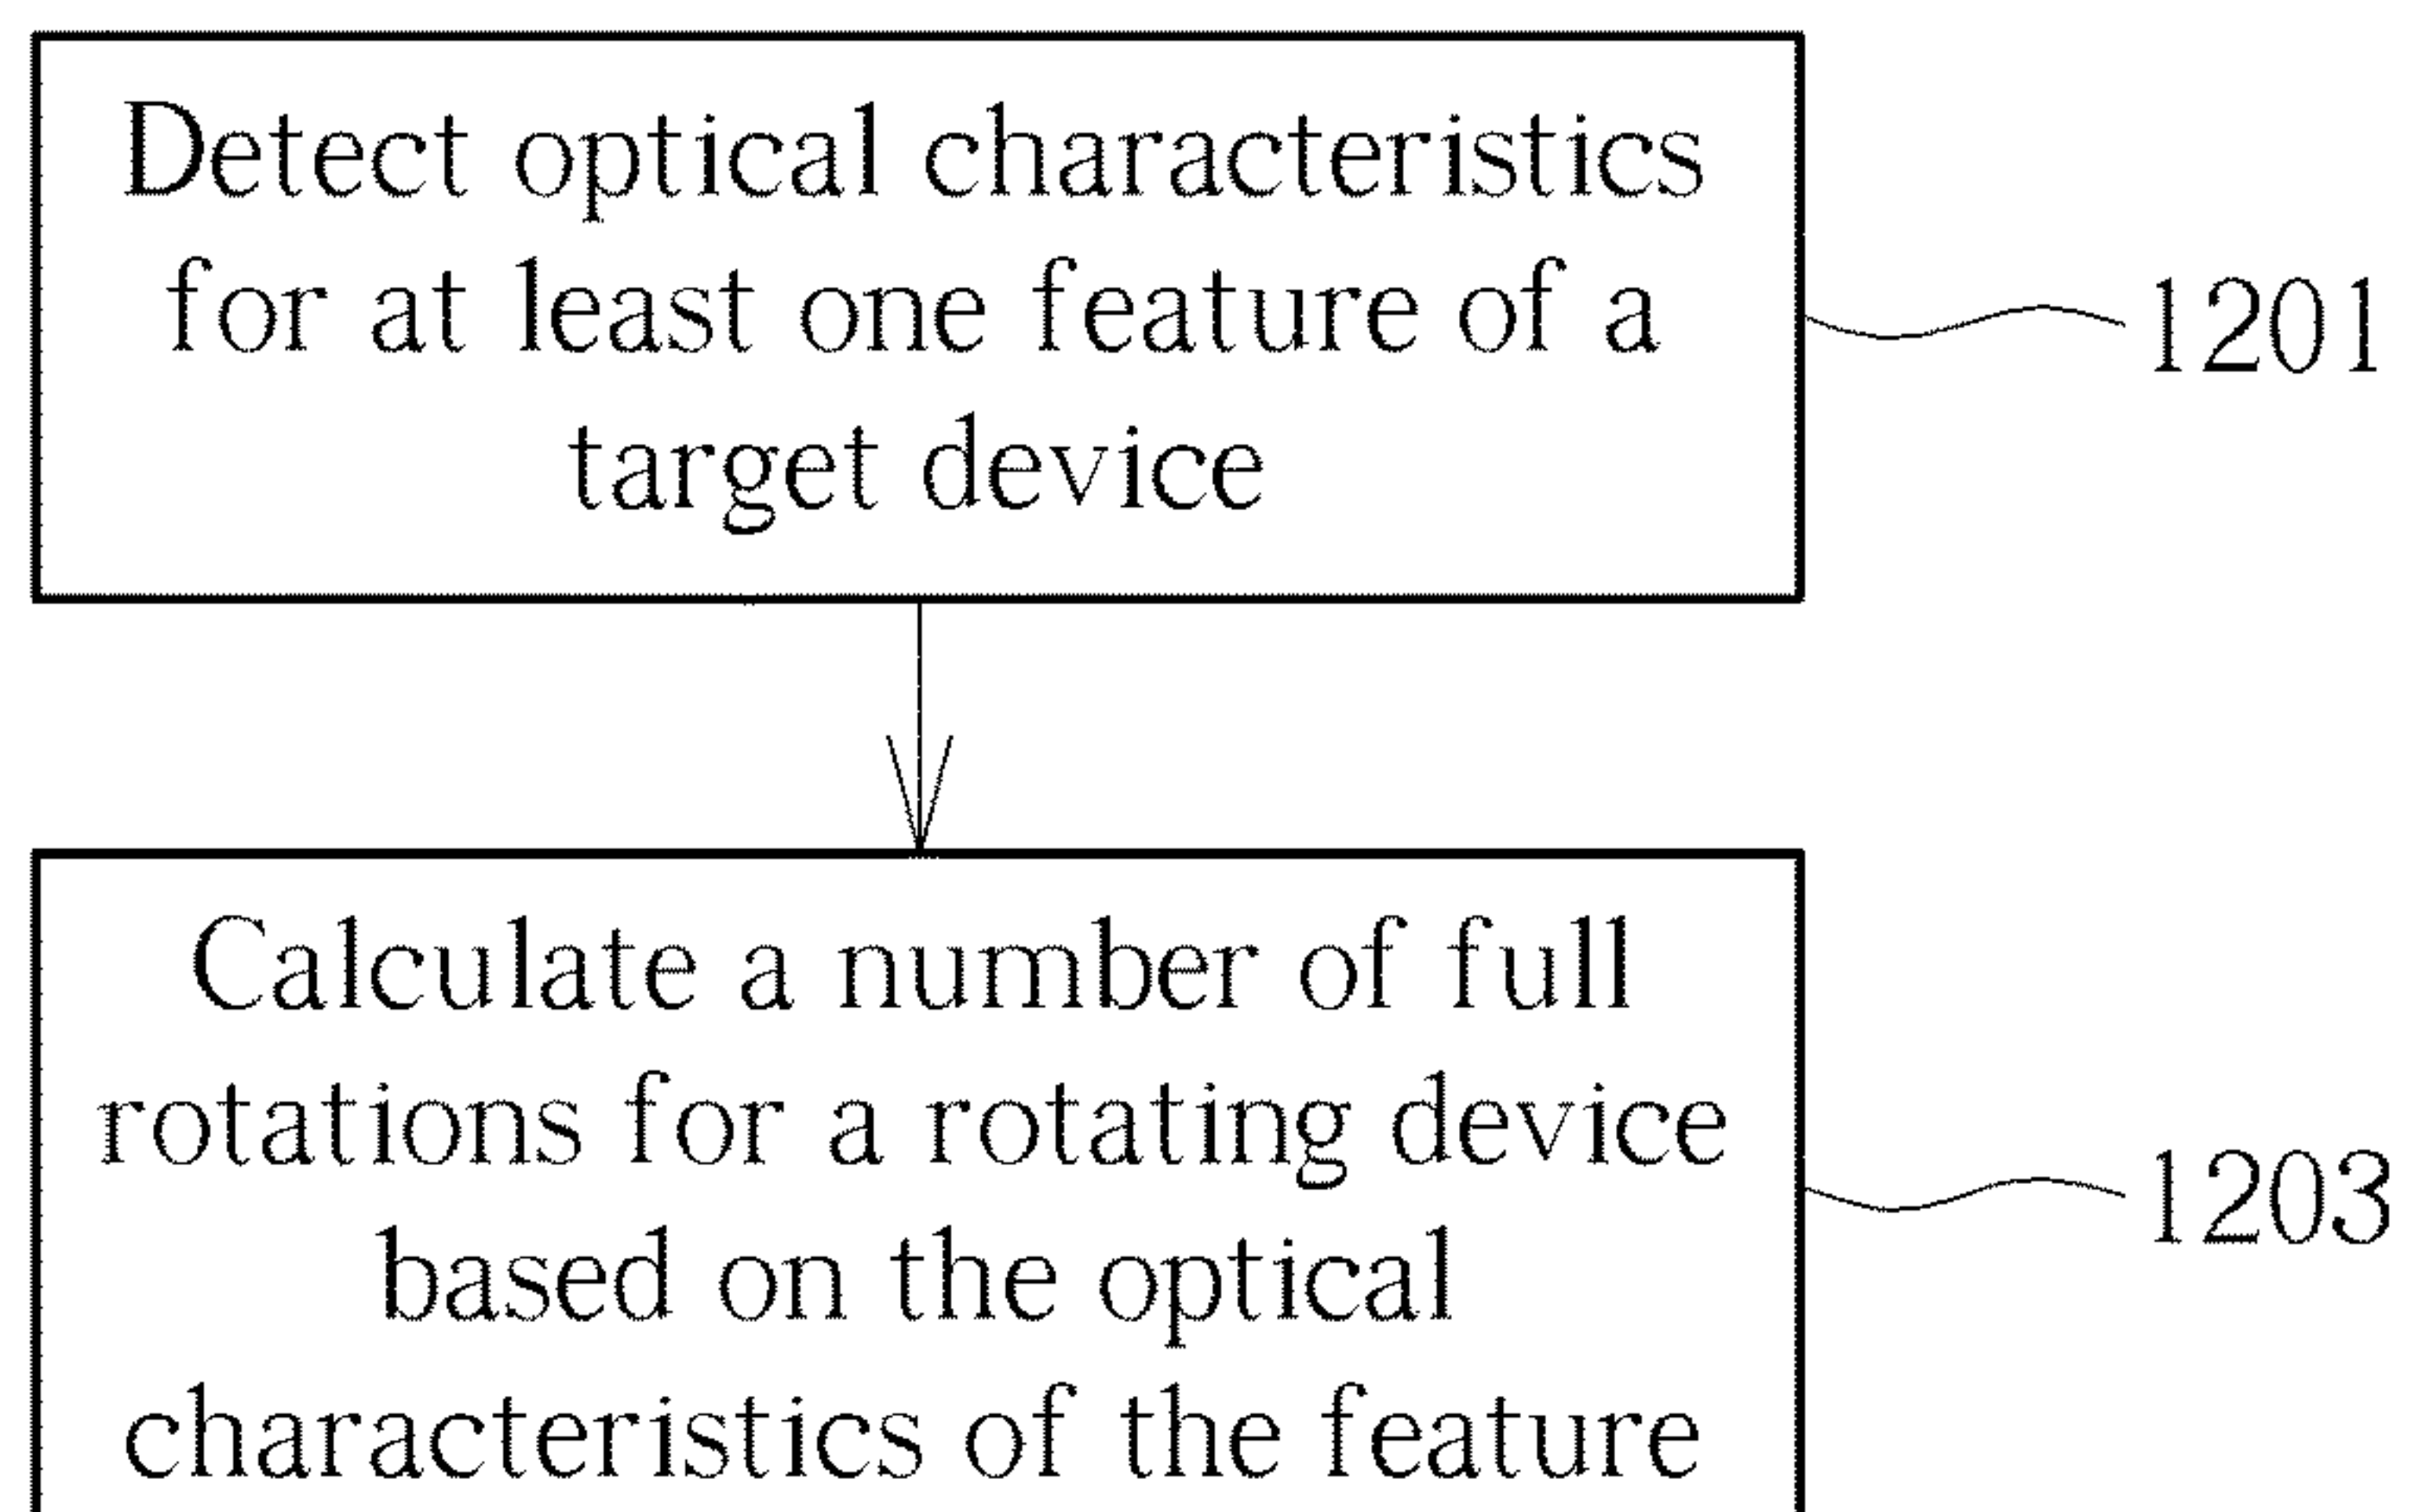 Detect optical characteristics
for at least one feature of a
target device
1201
Calculate a number of full
rotations for a rotating device
based on the optical
characteristics of the feature
1203